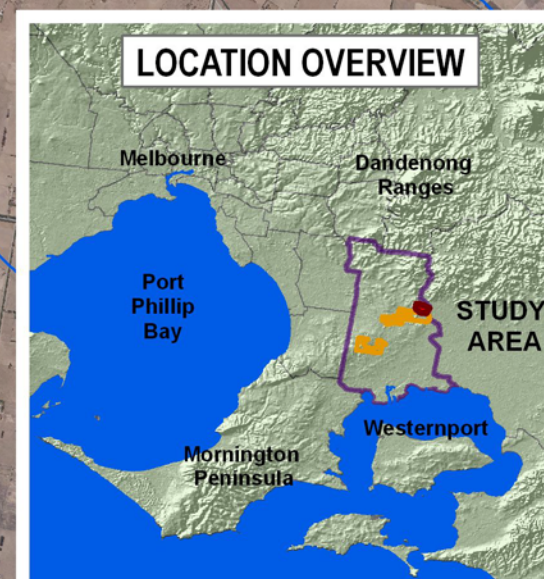 LOCATION OVERVIEW
Melbourne
Dandenong
Ranges
Port
Phillip
Bay
STUDY
AREA
Westernport
Mornington
Peninsula